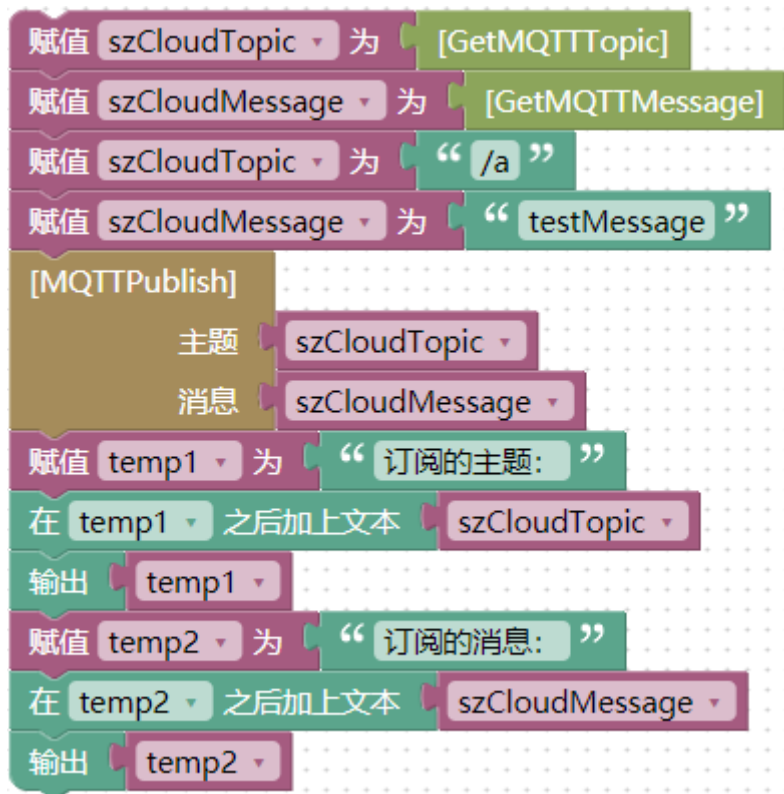 赋值 szCloudTopic 为 [GetMQTTTopic]
赋值 szCloudMessage 为 [GetMQTTMessage]
赋值 szCloudTopic 为 “ /a ”
赋值 szCloudMessage 为 “ testMessage ”
[MQTTPublish]
主题 szCloudTopic
消息 szCloudMessage
赋值 temp1 为 “ 订阅的主题： ”
在 temp1 之后加上文本 szCloudTopic
输出 temp1
赋值 temp2 为 “ 订阅的消息： ”
在 temp2 之后加上文本 szCloudMessage
输出 temp2